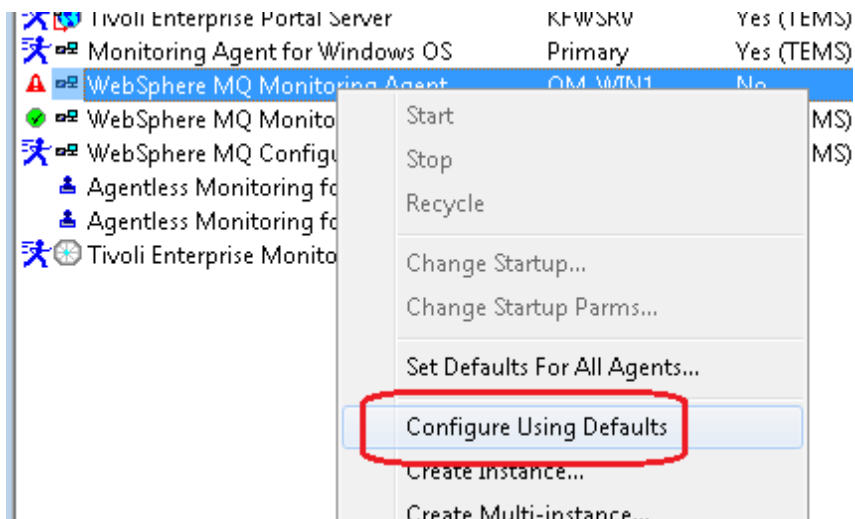 Tivoli Enterprise Portal Server KFWSRV Yes (TEMS)
Monitoring Agent for Windows OS Primary Yes (TEMS)
WebSphere MQ Monitoring Agent QM_WIN1 No
WebSphere MQ Monito MS)
WebSphere MQ Configu MS)
Agentless Monitoring fo
Agentless Monitoring fo
Tivoli Enterprise Monito
Start
Stop
Recycle
Change Startup...
Change Startup Parms...
Set Defaults For All Agents...
Configure Using Defaults
Create Instance...
Create Multi-instance...